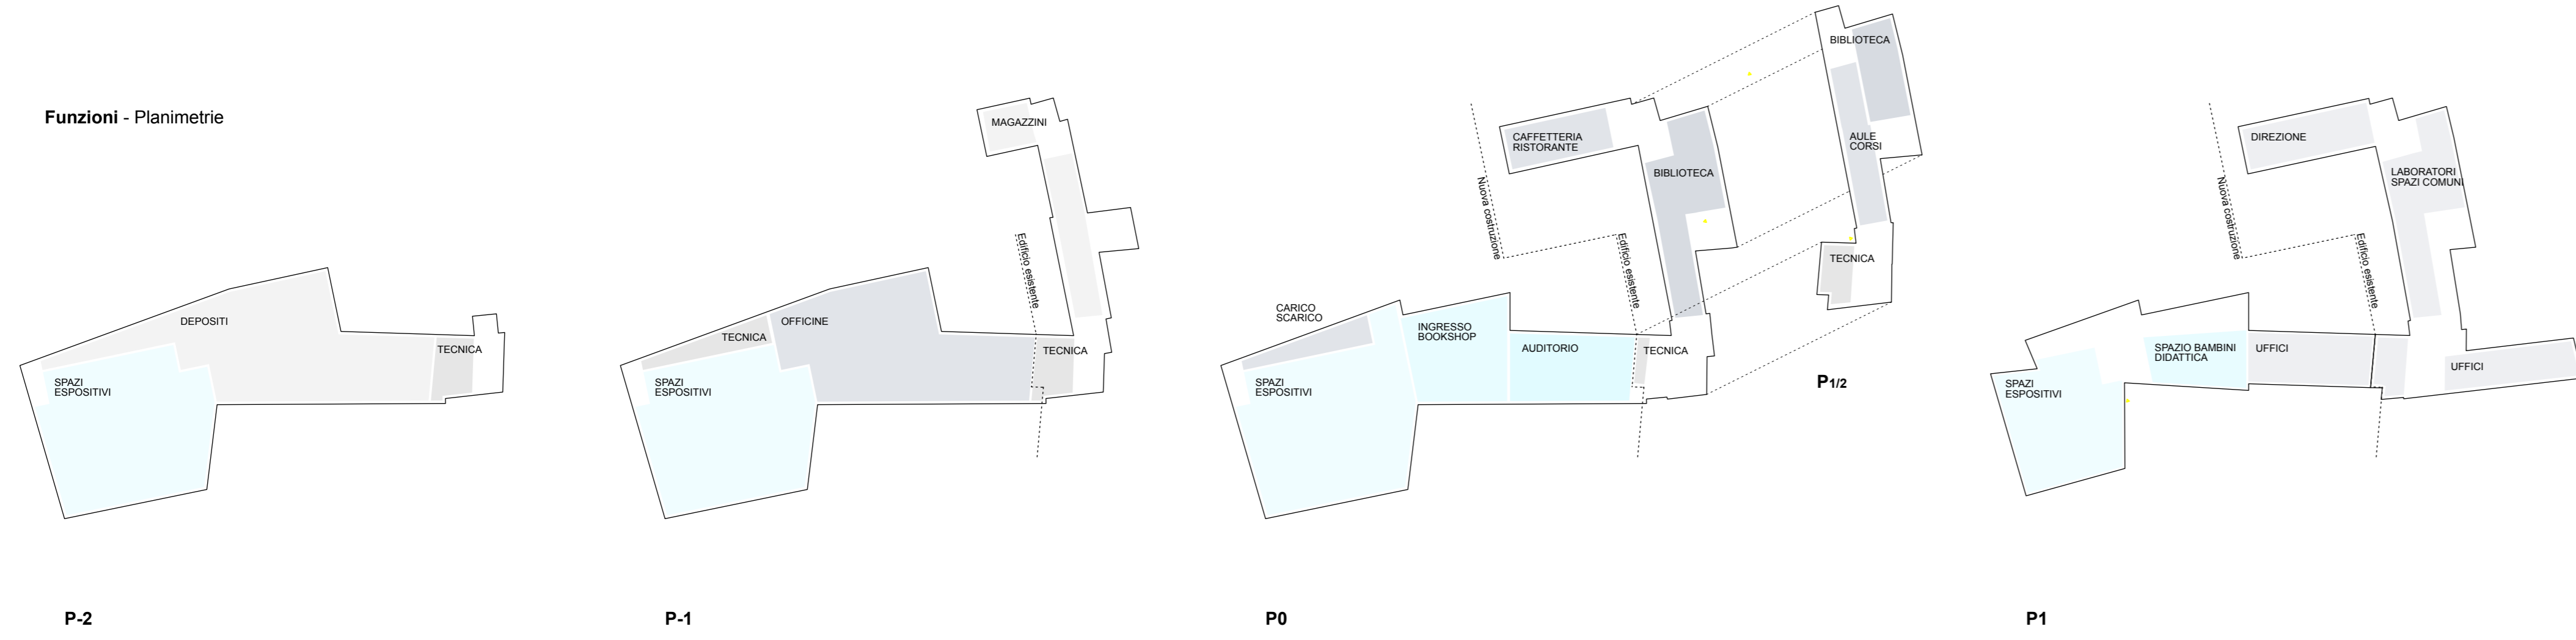 Funzioni - Planimetrie
DEPOSITI
TECNICA
SPAZI
ESPOSITIVI
P-2
MAGAZZINI
Edificio esistente
OFFICINE
TECNICA
TECNICA
SPAZI
ESPOSITIVI
P-1
CAFFETTERIA
RISTORANTE
BIBLIOTECA
Nuova costruzione
Edificio esistente
CARICO
SCARICO
INGRESSO
BOOKSHOP
AUDITORIO
TECNICA
SPAZI
ESPOSITIVI
P0
BIBLIOTECA
AULE
CORSI
TECNICA
P1/2
DIREZIONE
LABORATORI
SPAZI COMUNI
Nuova costruzione
Edificio esistente
SPAZIO BAMBINI
DIDATTICA
UFFICI
UFFICI
SPAZI
ESPOSITIVI
P1